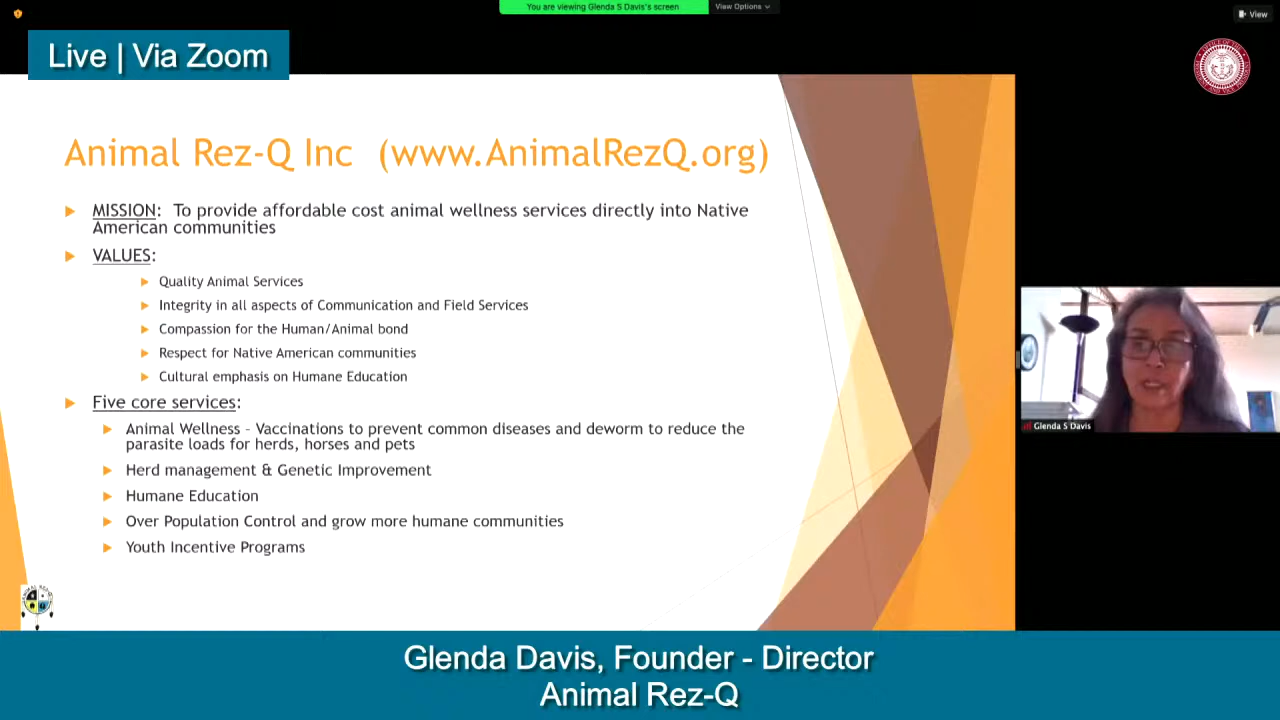 You are viewing Glenda S Davis's screen
View Options
View
Live | Via Zoom
Animal Rez-Q Inc (www.AnimalRezQ.org)
MISSION: To provide affordable cost animal wellness services directly into Native
American communities
VALUES:
Quality Animal Services
Integrity in all aspects of Communication and Field Services
Compassion for the Human/Animal bond
Respect for Native American communities
Cultural emphasis on Humane Education
Five core services:
Animal Wellness – Vaccinations to prevent common diseases and deworm to reduce the
parasite loads for herds, horses and pets
Herd management & Genetic Improvement
Humane Education
Over Population Control and grow more humane communities
Youth Incentive Programs
Glenda S Davis
Glenda Davis, Founder - Director
Animal Rez-Q